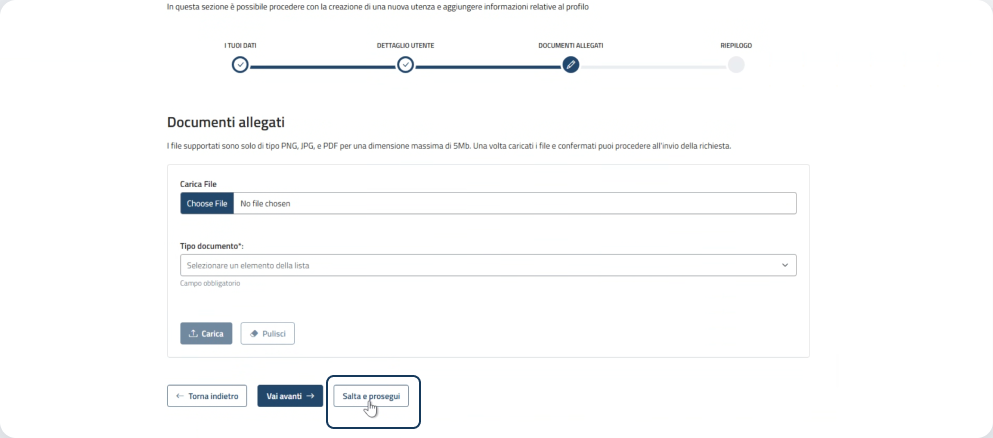 In questa sezione è possibile procedere con la creazione di una nuova utenza e aggiungere informazioni relative al profilo
I TUOI DATI
DETTAGLIO UTENTE
DOCUMENTI ALLEGATI
RIEPILOGO
Documenti allegati
I file supportati sono solo di tipo PNG, JPG, e PDF per una dimensione massima di 5Mb. Una volta caricati i file e confermati puoi procedere all'invio della richiesta.
Carica File
Choose File No file chosen
Tipo documento*:
Selezionare un elemento della lista
Campo obbligatorio
Carica Pulisci
Torna indietro Vai avanti Salta e prosegui